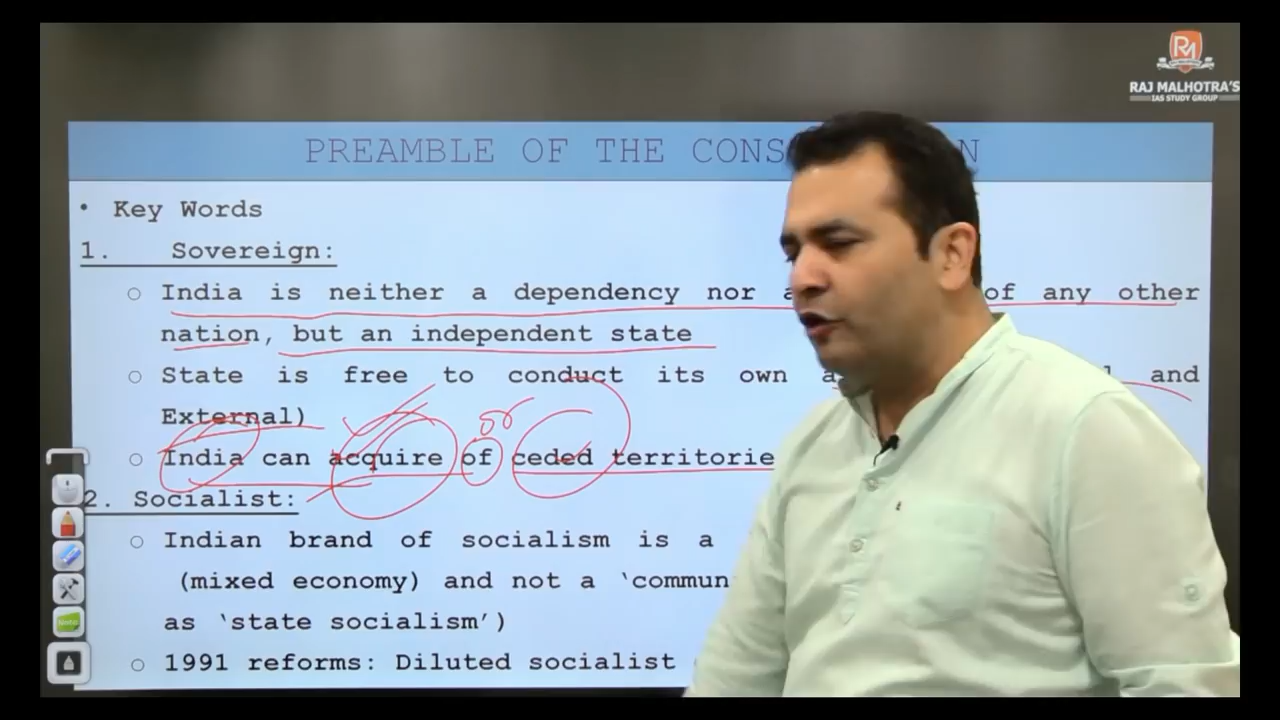 RM
RAJ MALHOTRA'S
IAS STUDY GROUP
PREAMBLE OF THE CONS N
• Key Words
1. Sovereign:
○ India is neither a dependency nor a of any other
nation, but an independent state
○ State is free to conduct its own and
External)
or
○ India can acquire of ceded territorie
2. Socialist:
○ Indian brand of socialism is a
(mixed economy) and not a ‘commun
as ‘state socialism’)
○ 1991 reforms: Diluted socialist